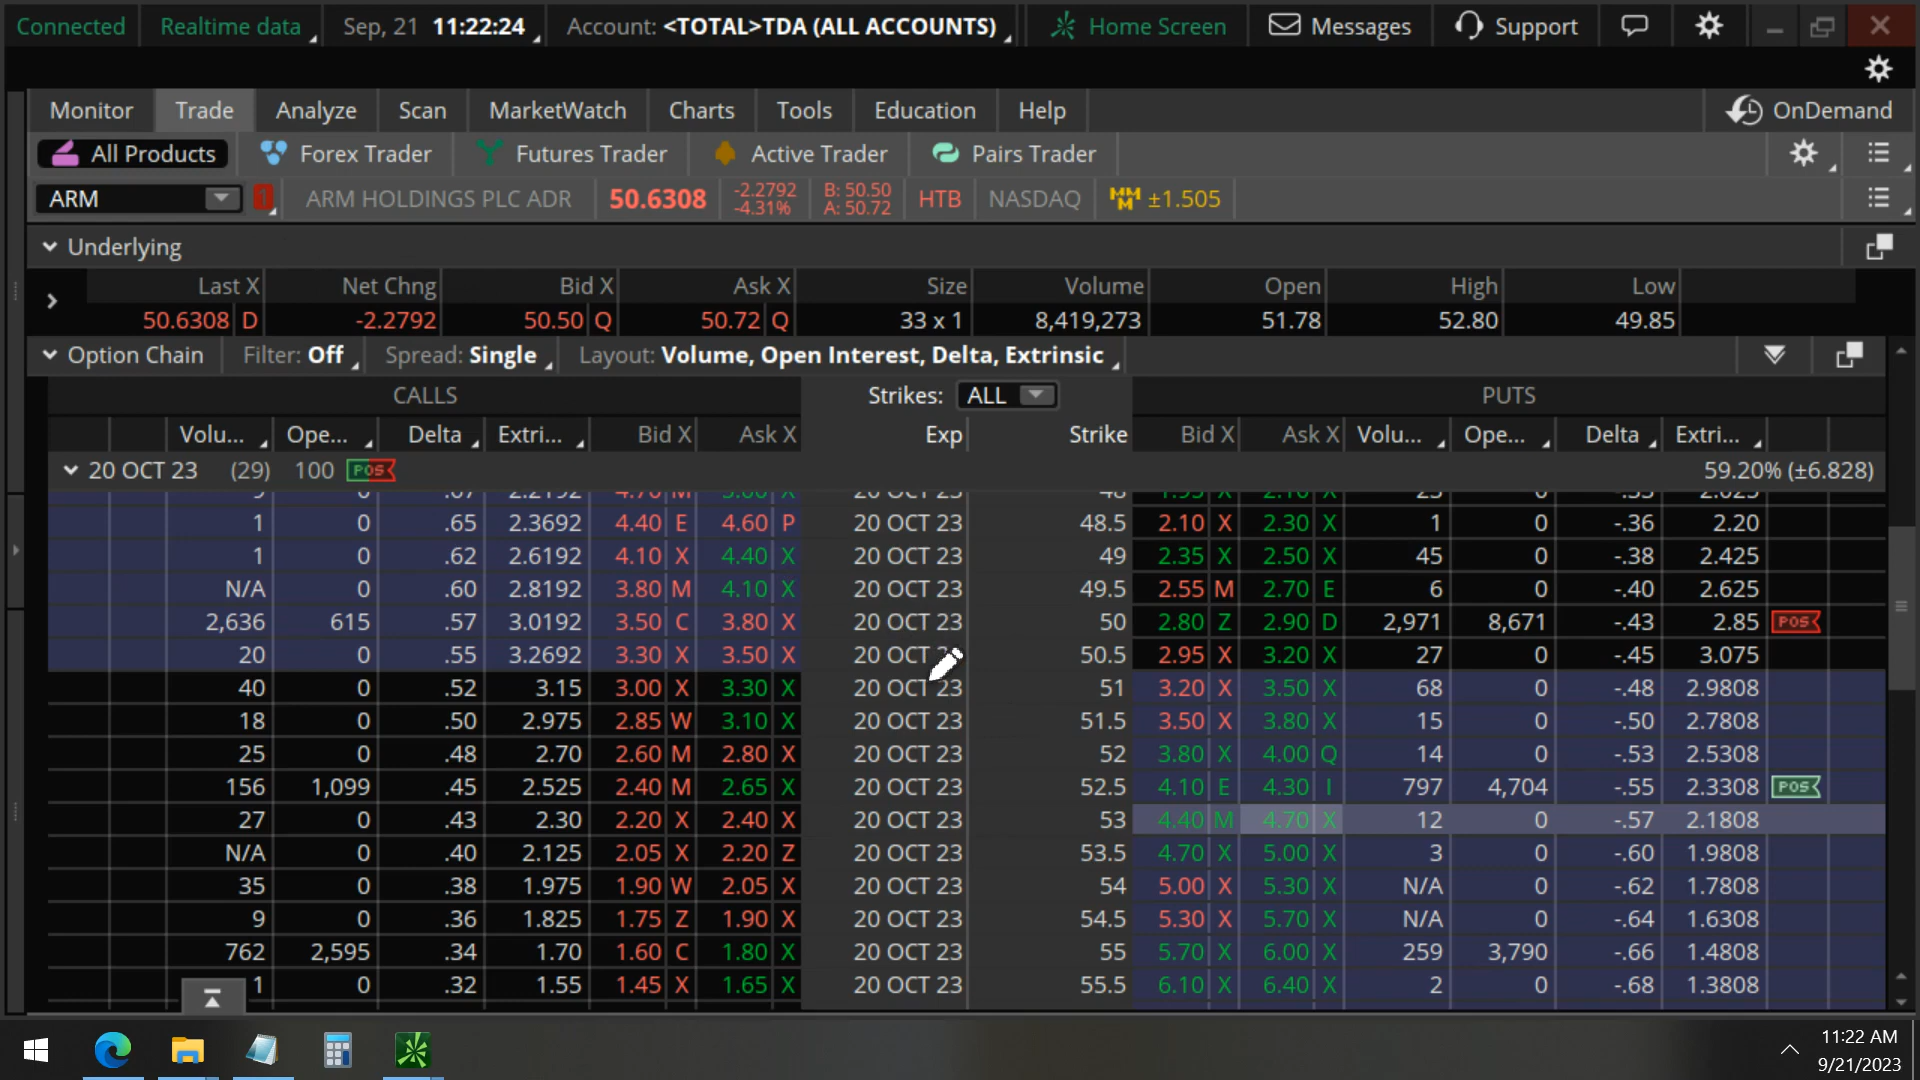 Connected Realtime data Sep, 21 11:22:24 Account: <TOTAL>TDA (ALL ACCOUNTS) Home Screen Messages Support
Monitor Trade Analyze Scan MarketWatch Charts Tools Education Help OnDemand
All Products Forex Trader Futures Trader Active Trader Pairs Trader
ARM 1 ARM HOLDINGS PLC ADR 50.6308 -2.2792 -4.31% B: 50.50 A: 50.72 HTB NASDAQ ±1.505
Underlying
Last X Net Chng Bid X Ask X Size Volume Open High Low
50.6308 D -2.2792 50.50 Q 50.72 Q 33 x 1 8,419,273 51.78 52.80 49.85
Option Chain Filter: Off Spread: Single Layout: Volume, Open Interest, Delta, Extrinsic
CALLS Strikes: ALL PUTS
Volu... Ope... Delta Extri... Bid X Ask X Exp Strike Bid X Ask X Volu... Ope... Delta Extri...
20 OCT 23 (29) 100 POS 59.20% (±6.828)
1 0 .65 2.3692 4.40 E 4.60 P 20 OCT 23 48.5 2.10 X 2.30 X 1 0 -.36 2.20
1 0 .62 2.6192 4.10 X 4.40 X 20 OCT 23 49 2.35 X 2.50 X 45 0 -.38 2.425
N/A 0 .60 2.8192 3.80 M 4.10 X 20 OCT 23 49.5 2.55 M 2.70 E 6 0 -.40 2.625
2,636 615 .57 3.0192 3.50 C 3.80 X 20 OCT 23 50 2.80 Z 2.90 D 2,971 8,671 -.43 2.85 POS
20 0 .55 3.2692 3.30 X 3.50 X 20 OCT 50.5 2.95 X 3.20 X 27 0 -.45 3.075
40 0 .52 3.15 3.00 X 3.30 X 20 OCT 23 51 3.20 X 3.50 X 68 0 -.48 2.9808
18 0 .50 2.975 2.85 W 3.10 X 20 OCT 23 51.5 3.50 X 3.80 X 15 0 -.50 2.7808
25 0 .48 2.70 2.60 M 2.80 X 20 OCT 23 52 3.80 X 4.00 Q 14 0 -.53 2.5308
156 1,099 .45 2.525 2.40 M 2.65 X 20 OCT 23 52.5 4.10 E 4.30 I 797 4,704 -.55 2.3308 POS
27 0 .43 2.30 2.20 X 2.40 X 20 OCT 23 53 4.40 M 4.70 X 12 0 -.57 2.1808
N/A 0 .40 2.125 2.05 X 2.20 Z 20 OCT 23 53.5 4.70 X 5.00 X 3 0 -.60 1.9808
35 0 .38 1.975 1.90 W 2.05 X 20 OCT 23 54 5.00 X 5.30 X N/A 0 -.62 1.7808
9 0 .36 1.825 1.75 Z 1.90 X 20 OCT 23 54.5 5.30 X 5.70 X N/A 0 -.64 1.6308
762 2,595 .34 1.70 1.60 C 1.80 X 20 OCT 23 55 5.70 X 6.00 X 259 3,790 -.66 1.4808
1 0 .32 1.55 1.45 X 1.65 X 20 OCT 23 55.5 6.10 X 6.40 X 2 0 -.68 1.3808
11:22 AM
9/21/2023